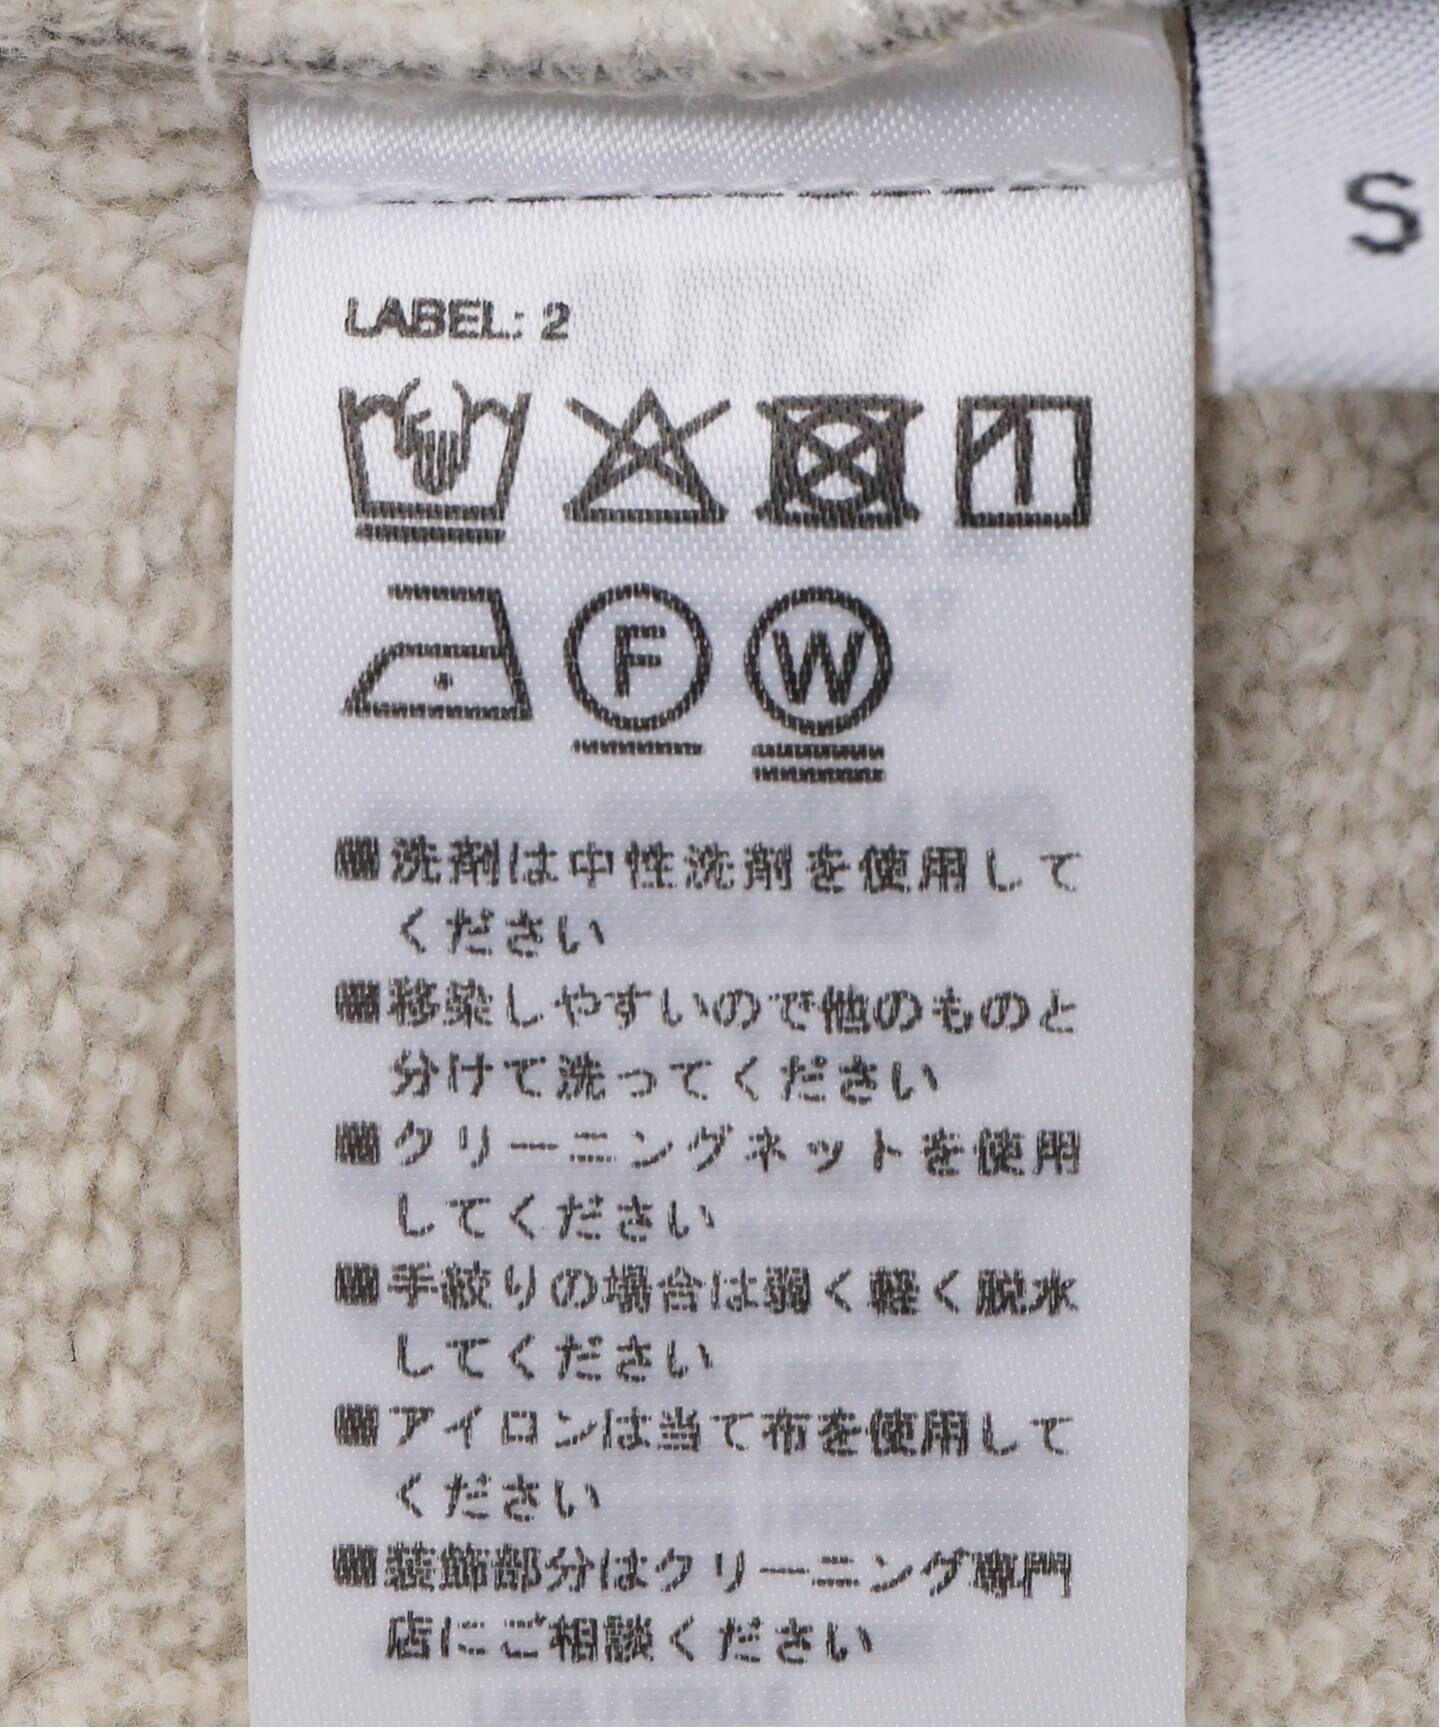 S
LABEL: 2
F W
■洗剤は中性洗剤を使用して
ください
■移染しやすいので他のものと
分けて洗ってください
■クリーニングネットを使用
してください
■手絞りの場合は弱く軽く脱水
してください
■アイロンは当て布を使用して
ください
■装飾部分はクリーニング専門
店にご相談ください